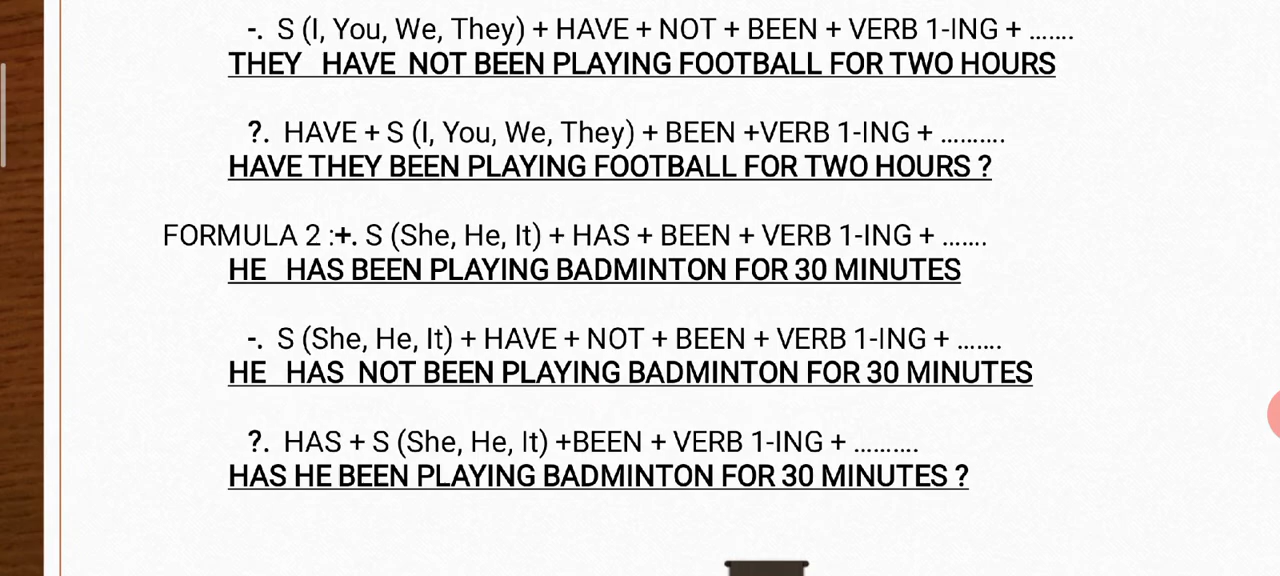 -. S (I, You, We, They) + HAVE + NOT + BEEN + VERB 1-ING + .......
THEY HAVE NOT BEEN PLAYING FOOTBALL FOR TWO HOURS
?. HAVE + S (I, You, We, They) + BEEN +VERB 1-ING + ..........
HAVE THEY BEEN PLAYING FOOTBALL FOR TWO HOURS ?
FORMULA 2 :+. S (She, He, It) + HAS + BEEN + VERB 1-ING + .......
HE HAS BEEN PLAYING BADMINTON FOR 30 MINUTES
-. S (She, He, It) + HAVE + NOT + BEEN + VERB 1-ING + .......
HE HAS NOT BEEN PLAYING BADMINTON FOR 30 MINUTES
?. HAS + S (She, He, It) +BEEN + VERB 1-ING + ..........
HAS HE BEEN PLAYING BADMINTON FOR 30 MINUTES ?